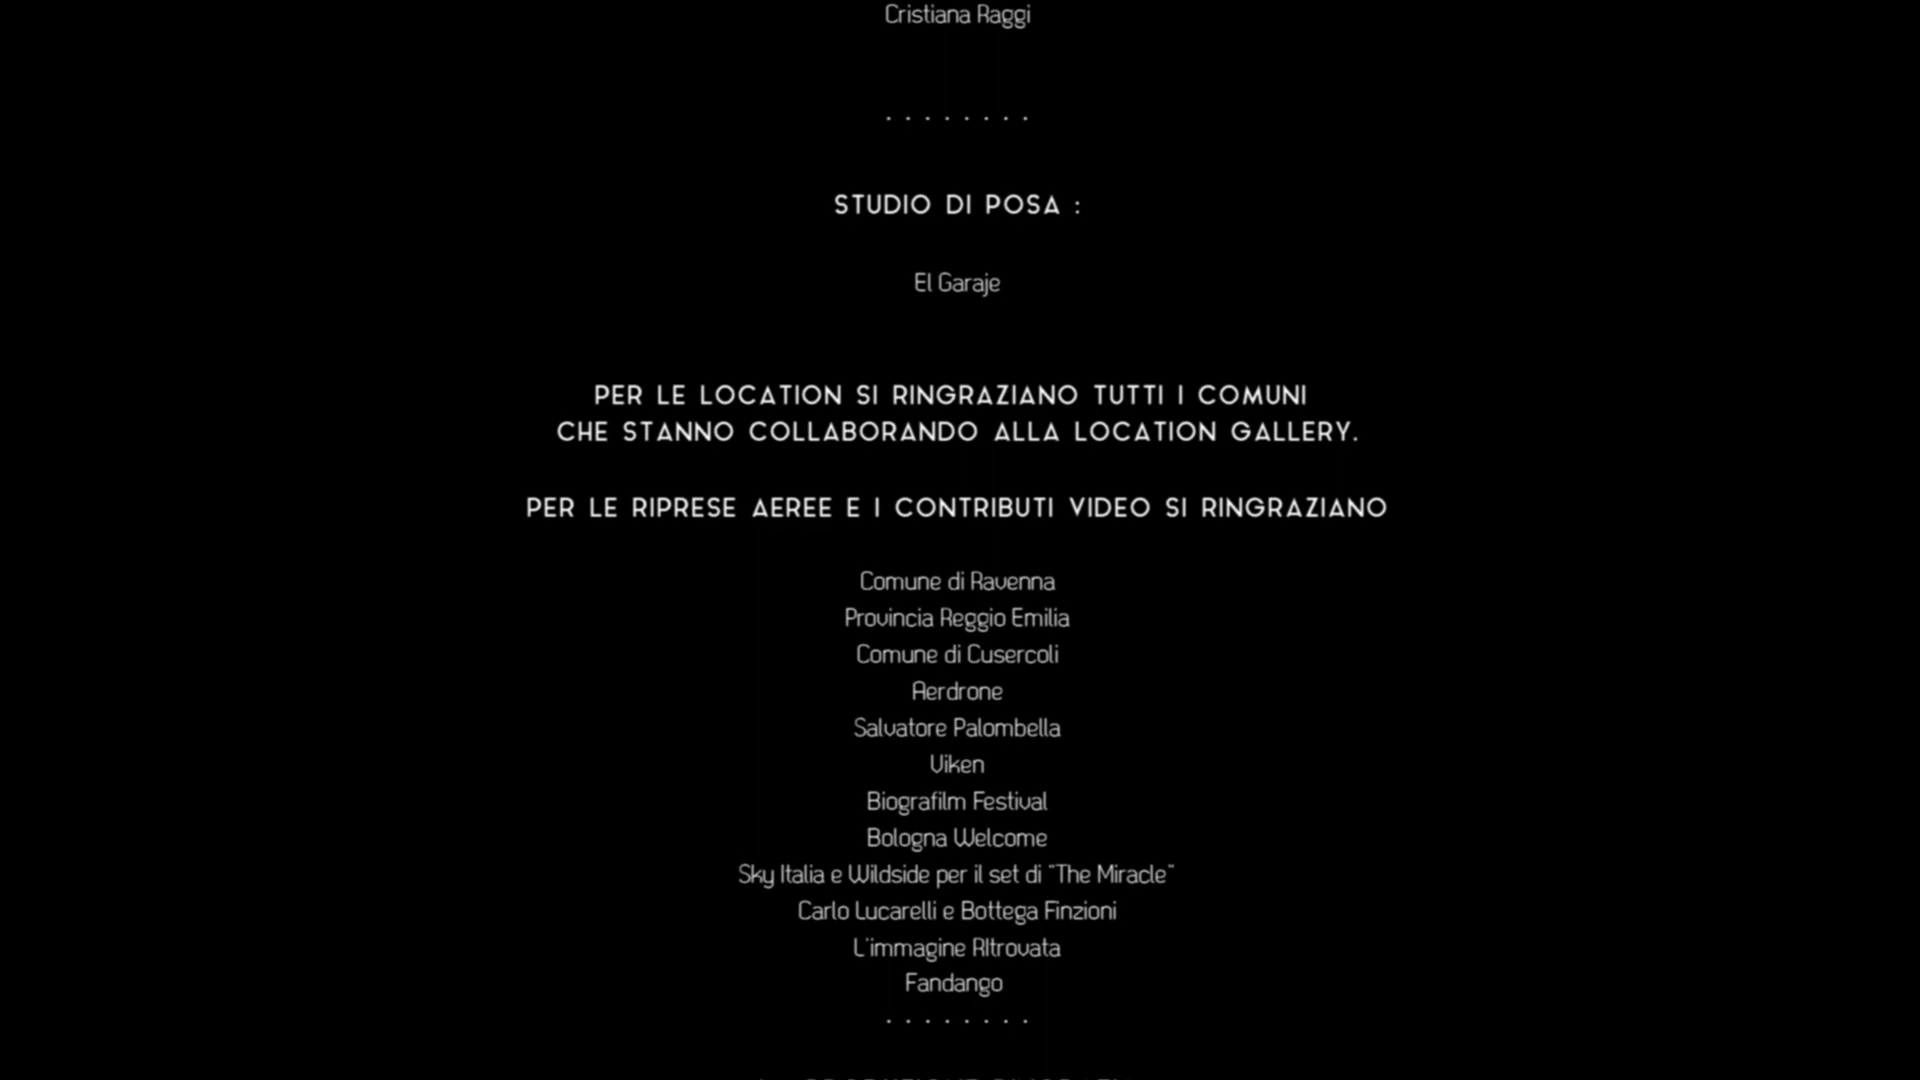 Cristiana Raggi
. . . . . . . .
STUDIO DI POSA :
El Garaje
PER LE LOCATION SI RINGRAZIANO TUTTI I COMUNI
CHE STANNO COLLABORANDO ALLA LOCATION GALLERY.
PER LE RIPRESE AEREE E I CONTRIBUTI VIDEO SI RINGRAZIANO
Comune di Ravenna
Provincia Reggio Emilia
Comune di Cusercoli
Aerdrone
Salvatore Palombella
Viken
Biografilm Festival
Bologna Welcome
Sky Italia e Wildside per il set di "The Miracle"
Carlo Lucarelli e Bottega Finzioni
L'immagine RItrovata
Fandango
. . . . . . . .